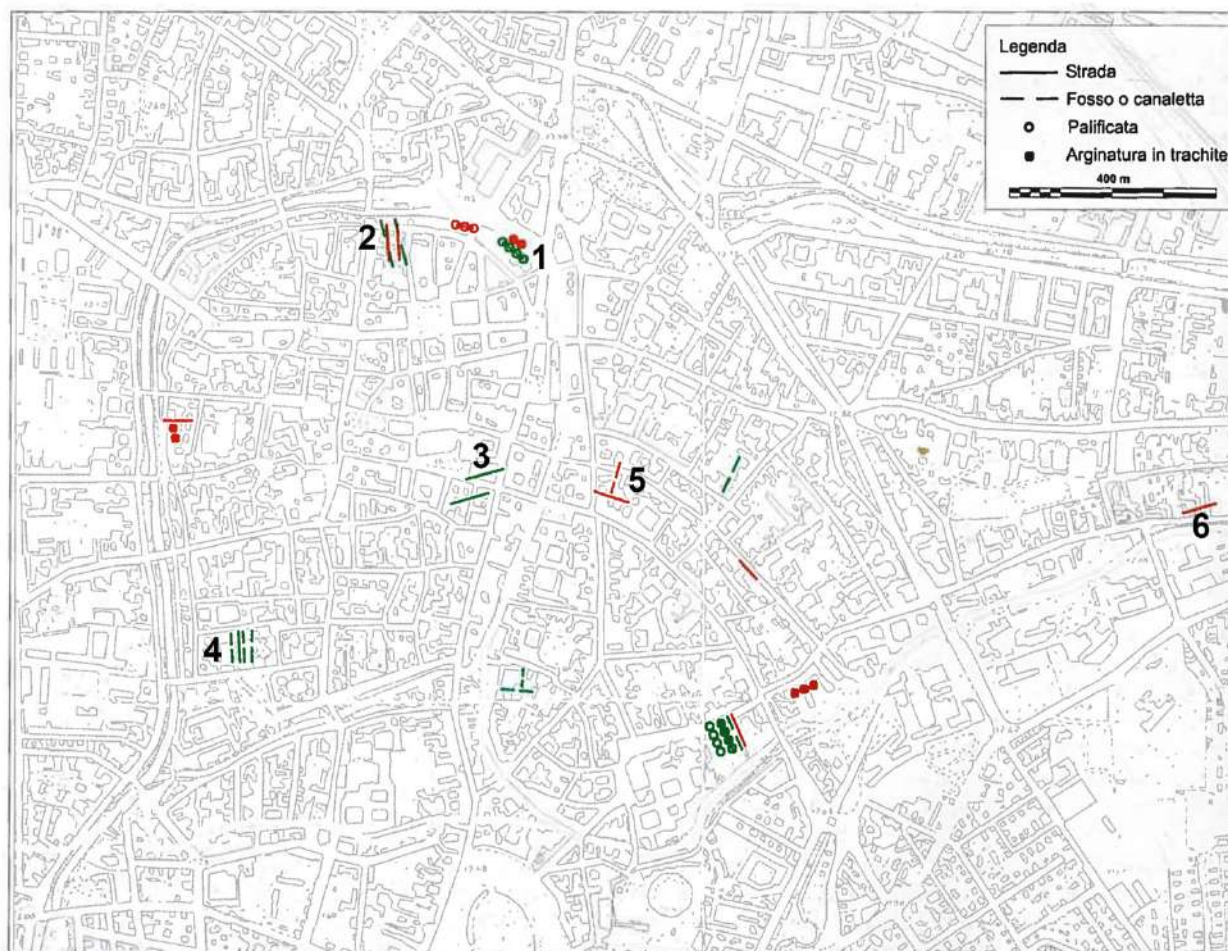 Legenda
Strada
Fosso o canaletta
Palificata
Arginatura in trachite
400 m
1
2
3
5
6
4